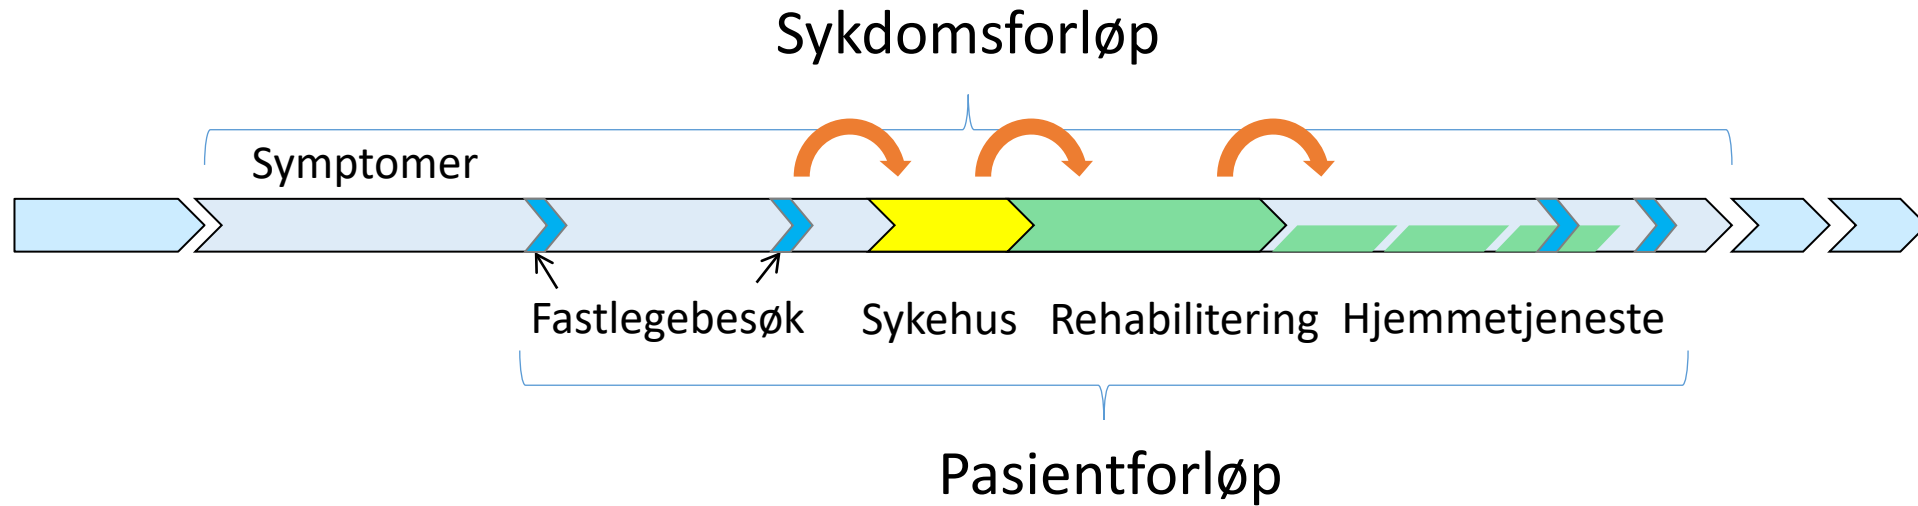 Sykdomsforløp
Symptomer
Fastlegebesøk
Sykehus
Rehabilitering
Hjemmetjeneste
Pasientforløp